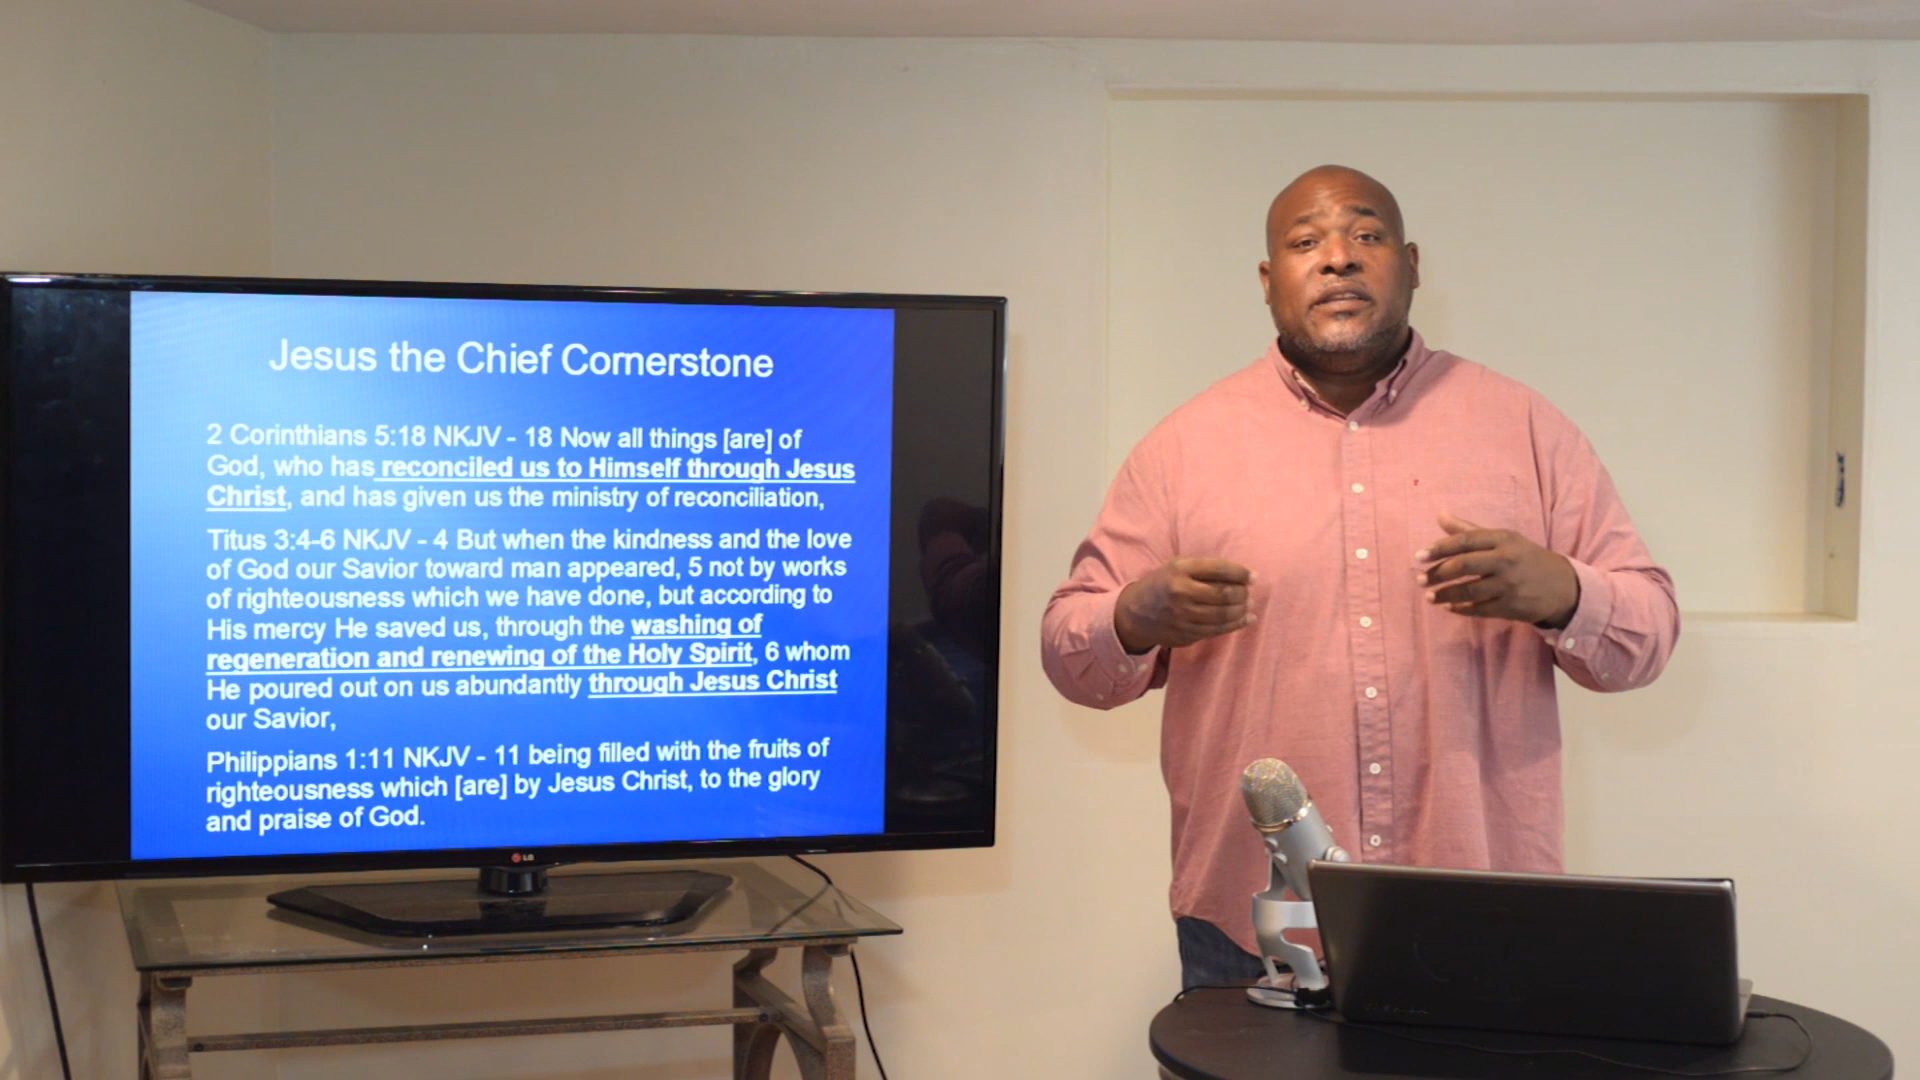 Jesus the Chief Cornerstone
2 Corinthians 5:18 NKJV - 18 Now all things [are] of
God, who has reconciled us to Himself through Jesus
Christ, and has given us the ministry of reconciliation,
Titus 3:4-6 NKJV - 4 But when the kindness and the love
of God our Savior toward man appeared, 5 not by works
of righteousness which we have done, but according to
His mercy He saved us, through the washing of
regeneration and renewing of the Holy Spirit, 6 whom
He poured out on us abundantly through Jesus Christ
our Savior,
Philippians 1:11 NKJV - 11 being filled with the fruits of
righteousness which [are] by Jesus Christ, to the glory
and praise of God.
LG